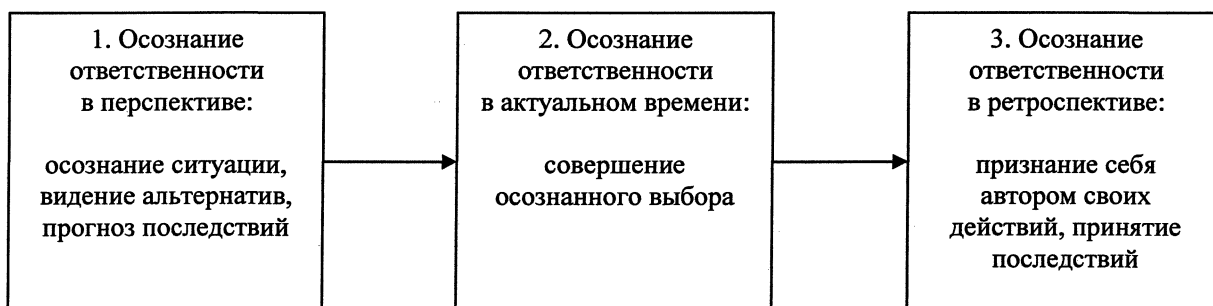 1. Осознание
ответственности
в перспективе:
осознание ситуации,
видение альтернатив,
прогноз последствий
2. Осознание
ответственности
в актуальном времени:
совершение
осознанного выбора
3. Осознание
ответственности
в ретроспективе:
признание себя
автором своих
действий, принятие
последствий